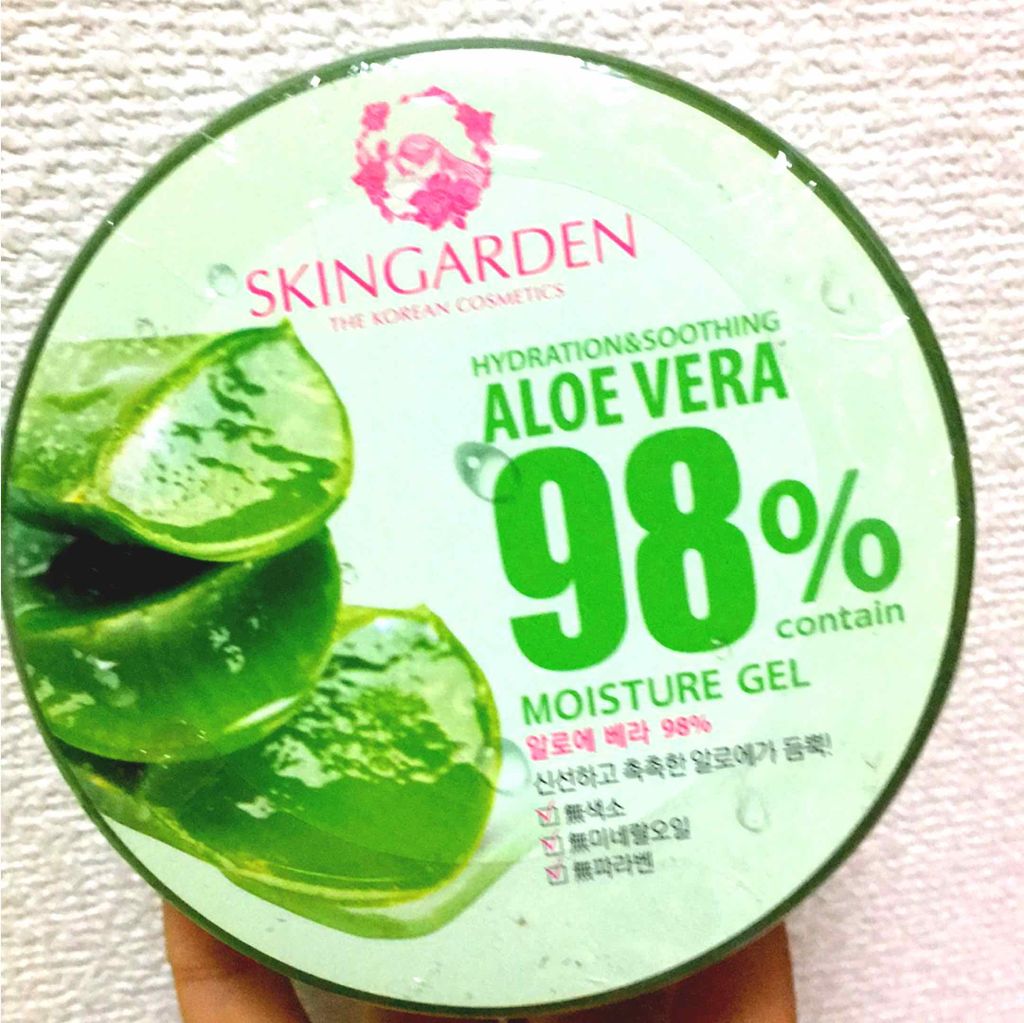 SKINGARDEN
THE KOREAN COSMETICS
HYDRATION&SOOTHING
ALOE VERA
98%
contain
MOISTURE GEL
알로에 베라 98%
신선하고 촉촉한 알로에가 듬뿍!
無색소
無미네랄오일
無파라벤